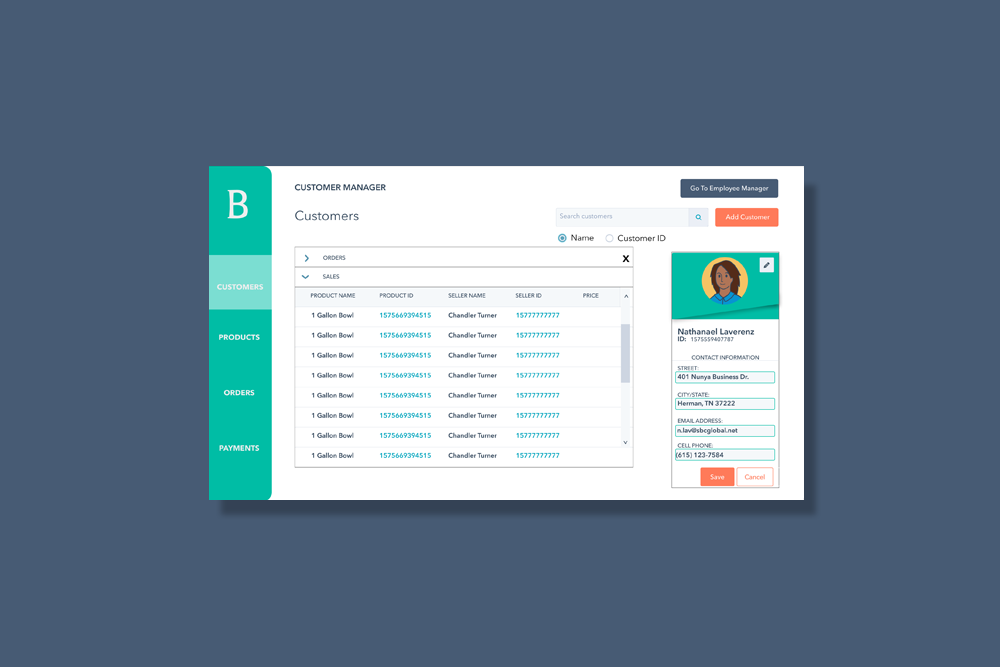 B
CUSTOMERS
PRODUCTS
ORDERS
PAYMENTS
CUSTOMER MANAGER
Go To Employee Manager
Customers
Search customers
Add Customer
Name
Customer ID
ORDERS
X
SALES
PRODUCT NAME PRODUCT ID SELLER NAME SELLER ID PRICE
1 Gallon Bowl 1575669394515 Chandler Turner 15777777777
1 Gallon Bowl 1575669394515 Chandler Turner 15777777777
1 Gallon Bowl 1575669394515 Chandler Turner 15777777777
1 Gallon Bowl 1575669394515 Chandler Turner 15777777777
1 Gallon Bowl 1575669394515 Chandler Turner 15777777777
1 Gallon Bowl 1575669394515 Chandler Turner 15777777777
1 Gallon Bowl 1575669394515 Chandler Turner 15777777777
1 Gallon Bowl 1575669394515 Chandler Turner 15777777777
Nathanael Laverenz
ID: 1575559407787
CONTACT INFORMATION
STREET:
401 Nunya Business Dr.
CITY/STATE:
Herman, TN 37222
EMAIL ADDRESS:
n.lav@sbcglobal.net
CELL PHONE:
(615) 123-7584
Save
Cancel